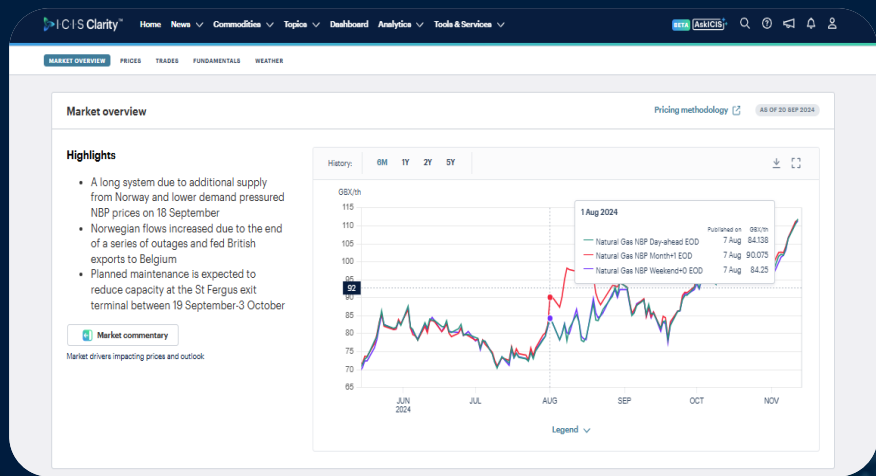 ICIS Clarity™ Home News Commodities Topics Dashboard Analytics Tools & Services BETA AskICIS
MARKET OVERVIEW PRICES TRADES FUNDAMENTALS WEATHER
Market overview
Pricing methodology AS OF 20 SEP 2024
Highlights
• A long system due to additional supply
from Norway and lower demand pressured
NBP prices on 18 September
• Norwegian flows increased due to the end
of a series of outages and fed British
exports to Belgium
• Planned maintenance is expected to
reduce capacity at the St Fergus exit
terminal between 19 September-3 October
Market commentary
Market drivers impacting prices and outlook
History: 6M 1Y 2Y 5Y
GBX/th
115
110
105
100
95
92
90
85
80
75
70
65
1 Aug 2024
Published on GBX/th
Natural Gas NBP Day-ahead EOD 7 Aug 84.138
Natural Gas NBP Month+1 EOD 7 Aug 90.075
Natural Gas NBP Weekend+0 EOD 7 Aug 84.25
JUN JUL AUG SEP OCT NOV
2024
Legend